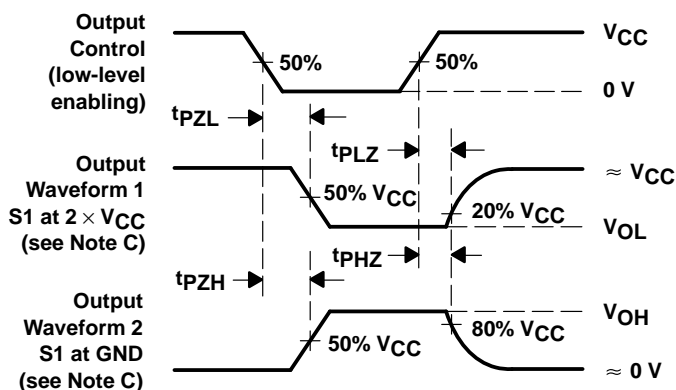 Output
Control
(low-level
enabling)
50%
50%
VCC
0 V
tPZL
tPLZ
Output
Waveform 1
S1 at 2 × VCC
(see Note C)
50% VCC
20% VCC
≈ VCC
VOL
tPZH
tPHZ
Output
Waveform 2
S1 at GND
(see Note C)
50% VCC
80% VCC
VOH
≈ 0 V